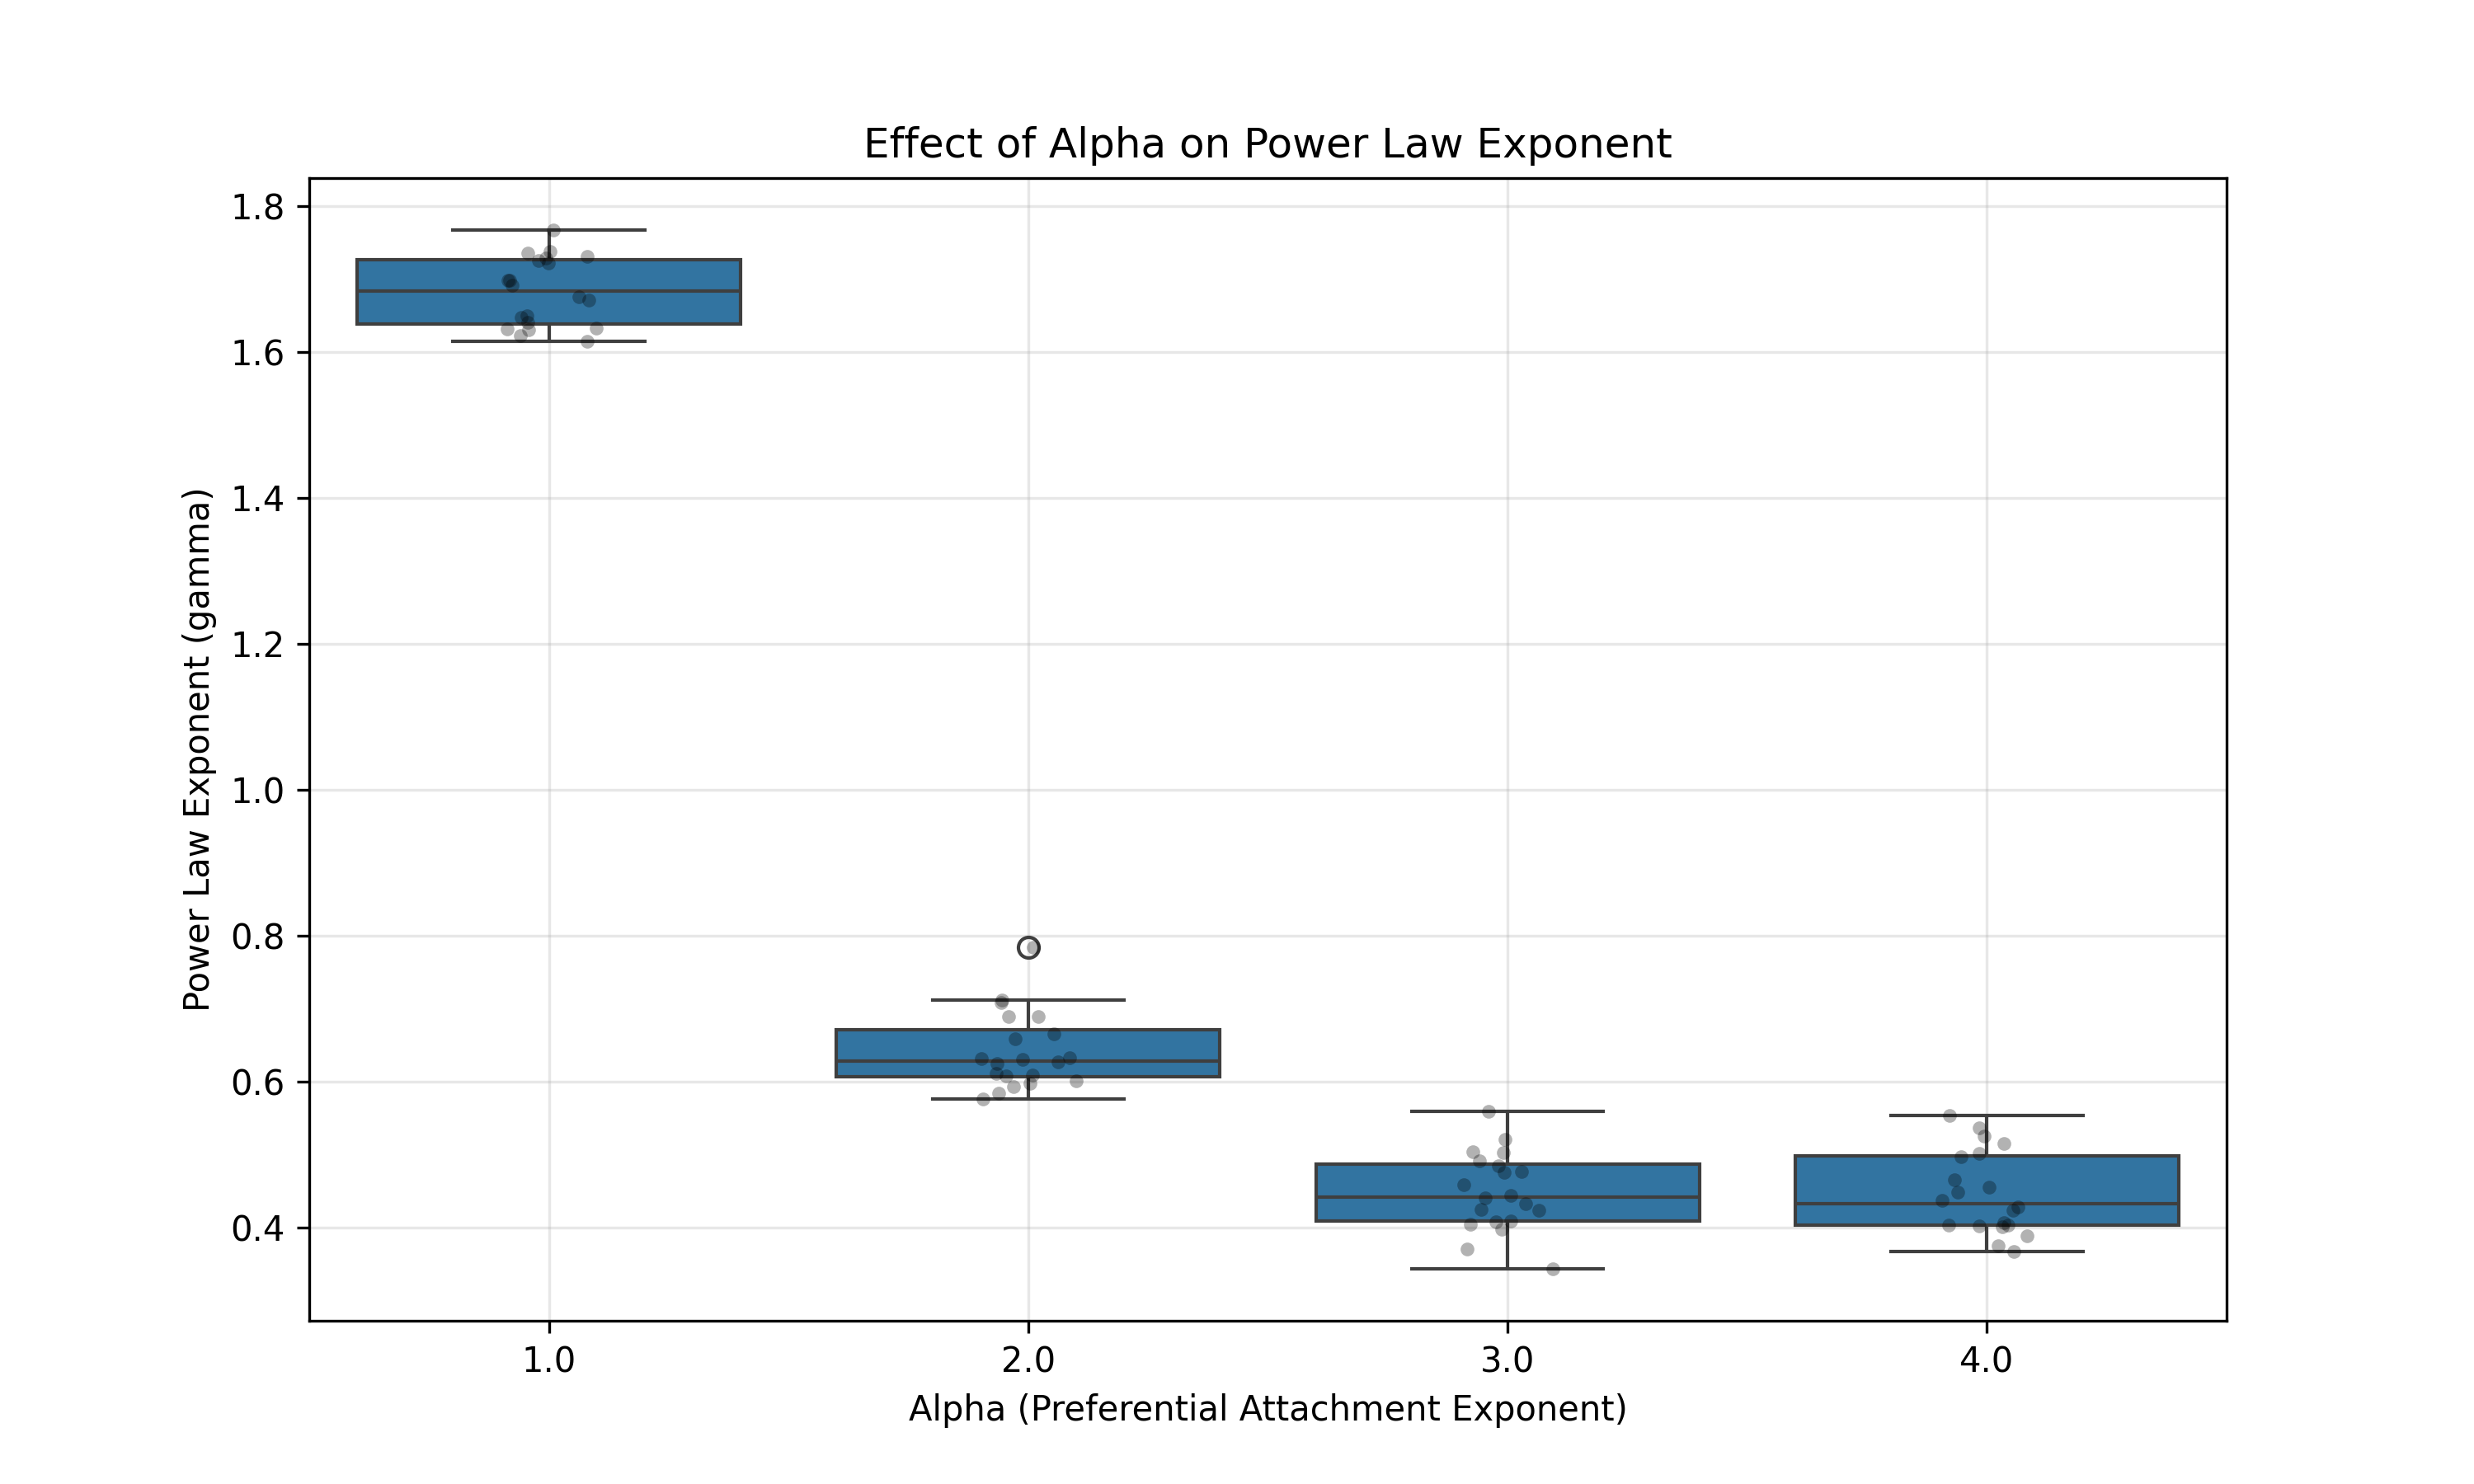 Effect of Alpha on Power Law Exponent
Power Law Exponent (gamma)
1.8
1.6
1.4
1.2
1.0
0.8
0.6
0.4
1.0 2.0 3.0 4.0
Alpha (Preferential Attachment Exponent)